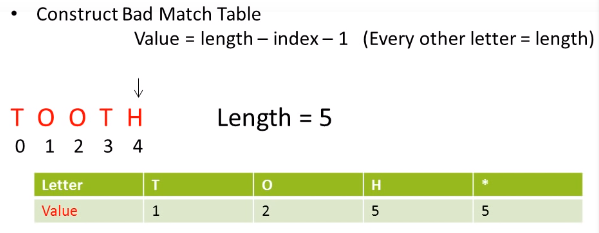 • Construct Bad Match Table
Value = length – index – 1 (Every other letter = length)
T O O T H Length = 5
0 1 2 3 4
Letter T O H *
Value 1 2 5 5